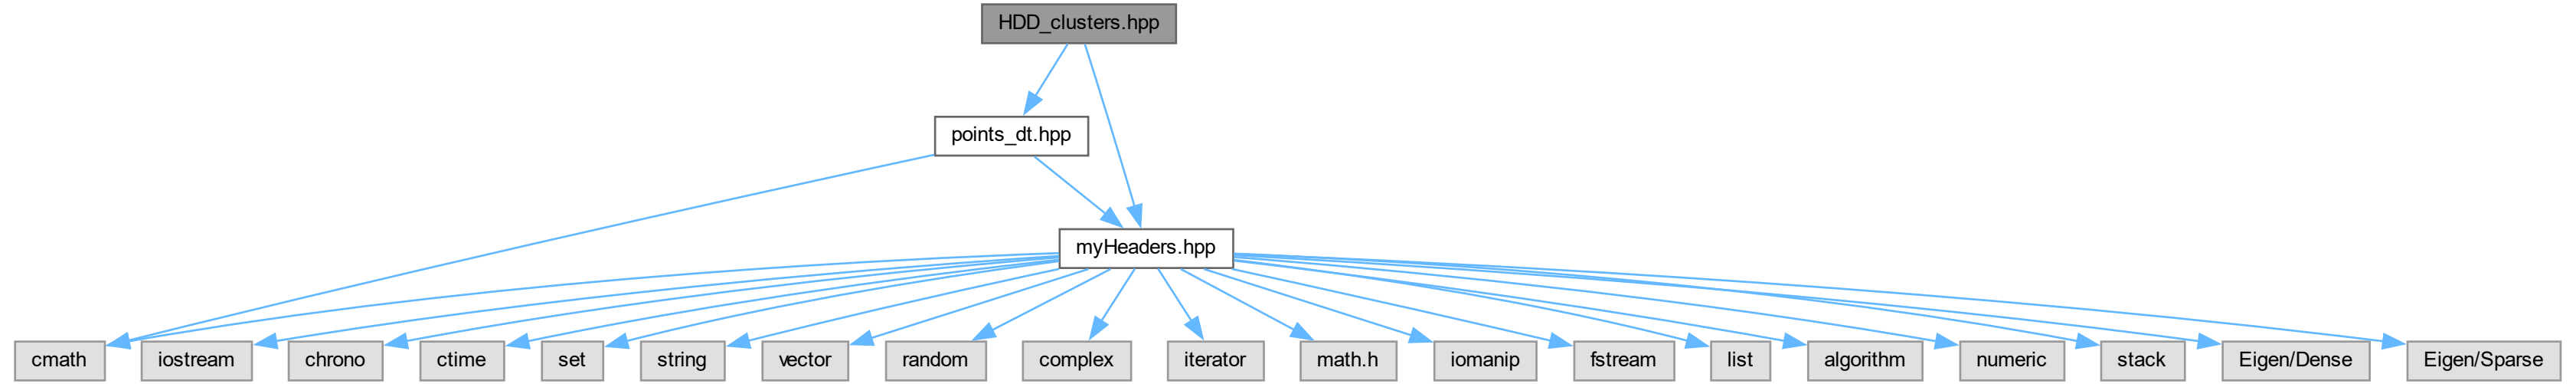 HDD_clusters.hpp
points_dt.hpp
myHeaders.hpp
cmath
iostream
chrono
ctime
set
string
vector
random
complex
iterator
math.h
iomanip
fstream
list
algorithm
numeric
stack
Eigen/Dense
Eigen/Sparse